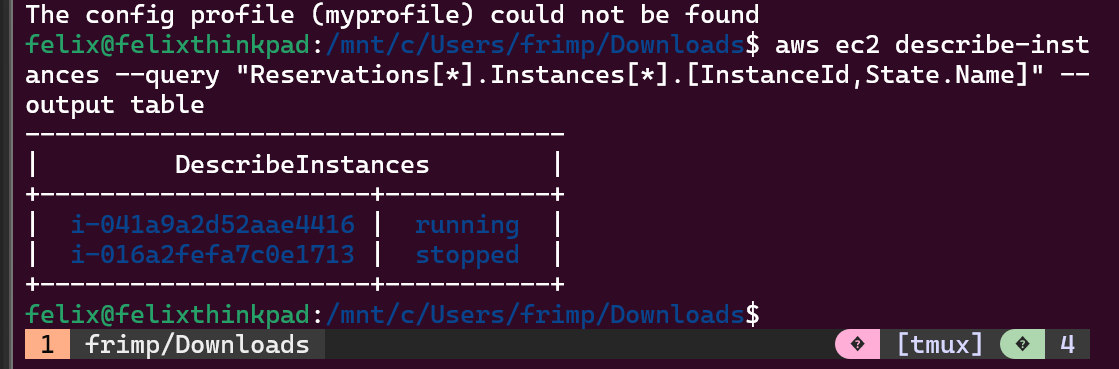 The config profile (myprofile) could not be found
felix@felixthinkpad:/mnt/c/Users/frimp/Downloads$ aws ec2 describe-inst
ances --query "Reservations[*].Instances[*].[InstanceId,State.Name]" --
output table
------------------------------------
|         DescribeInstances        |
+----------------------+-----------+
|  i-041a9a2d52aae4416 |  running  |
|  i-016a2fefa7c0e1713 |  stopped  |
+----------------------+-----------+
felix@felixthinkpad:/mnt/c/Users/frimp/Downloads$
1 frimp/Downloads � [tmux] � 4